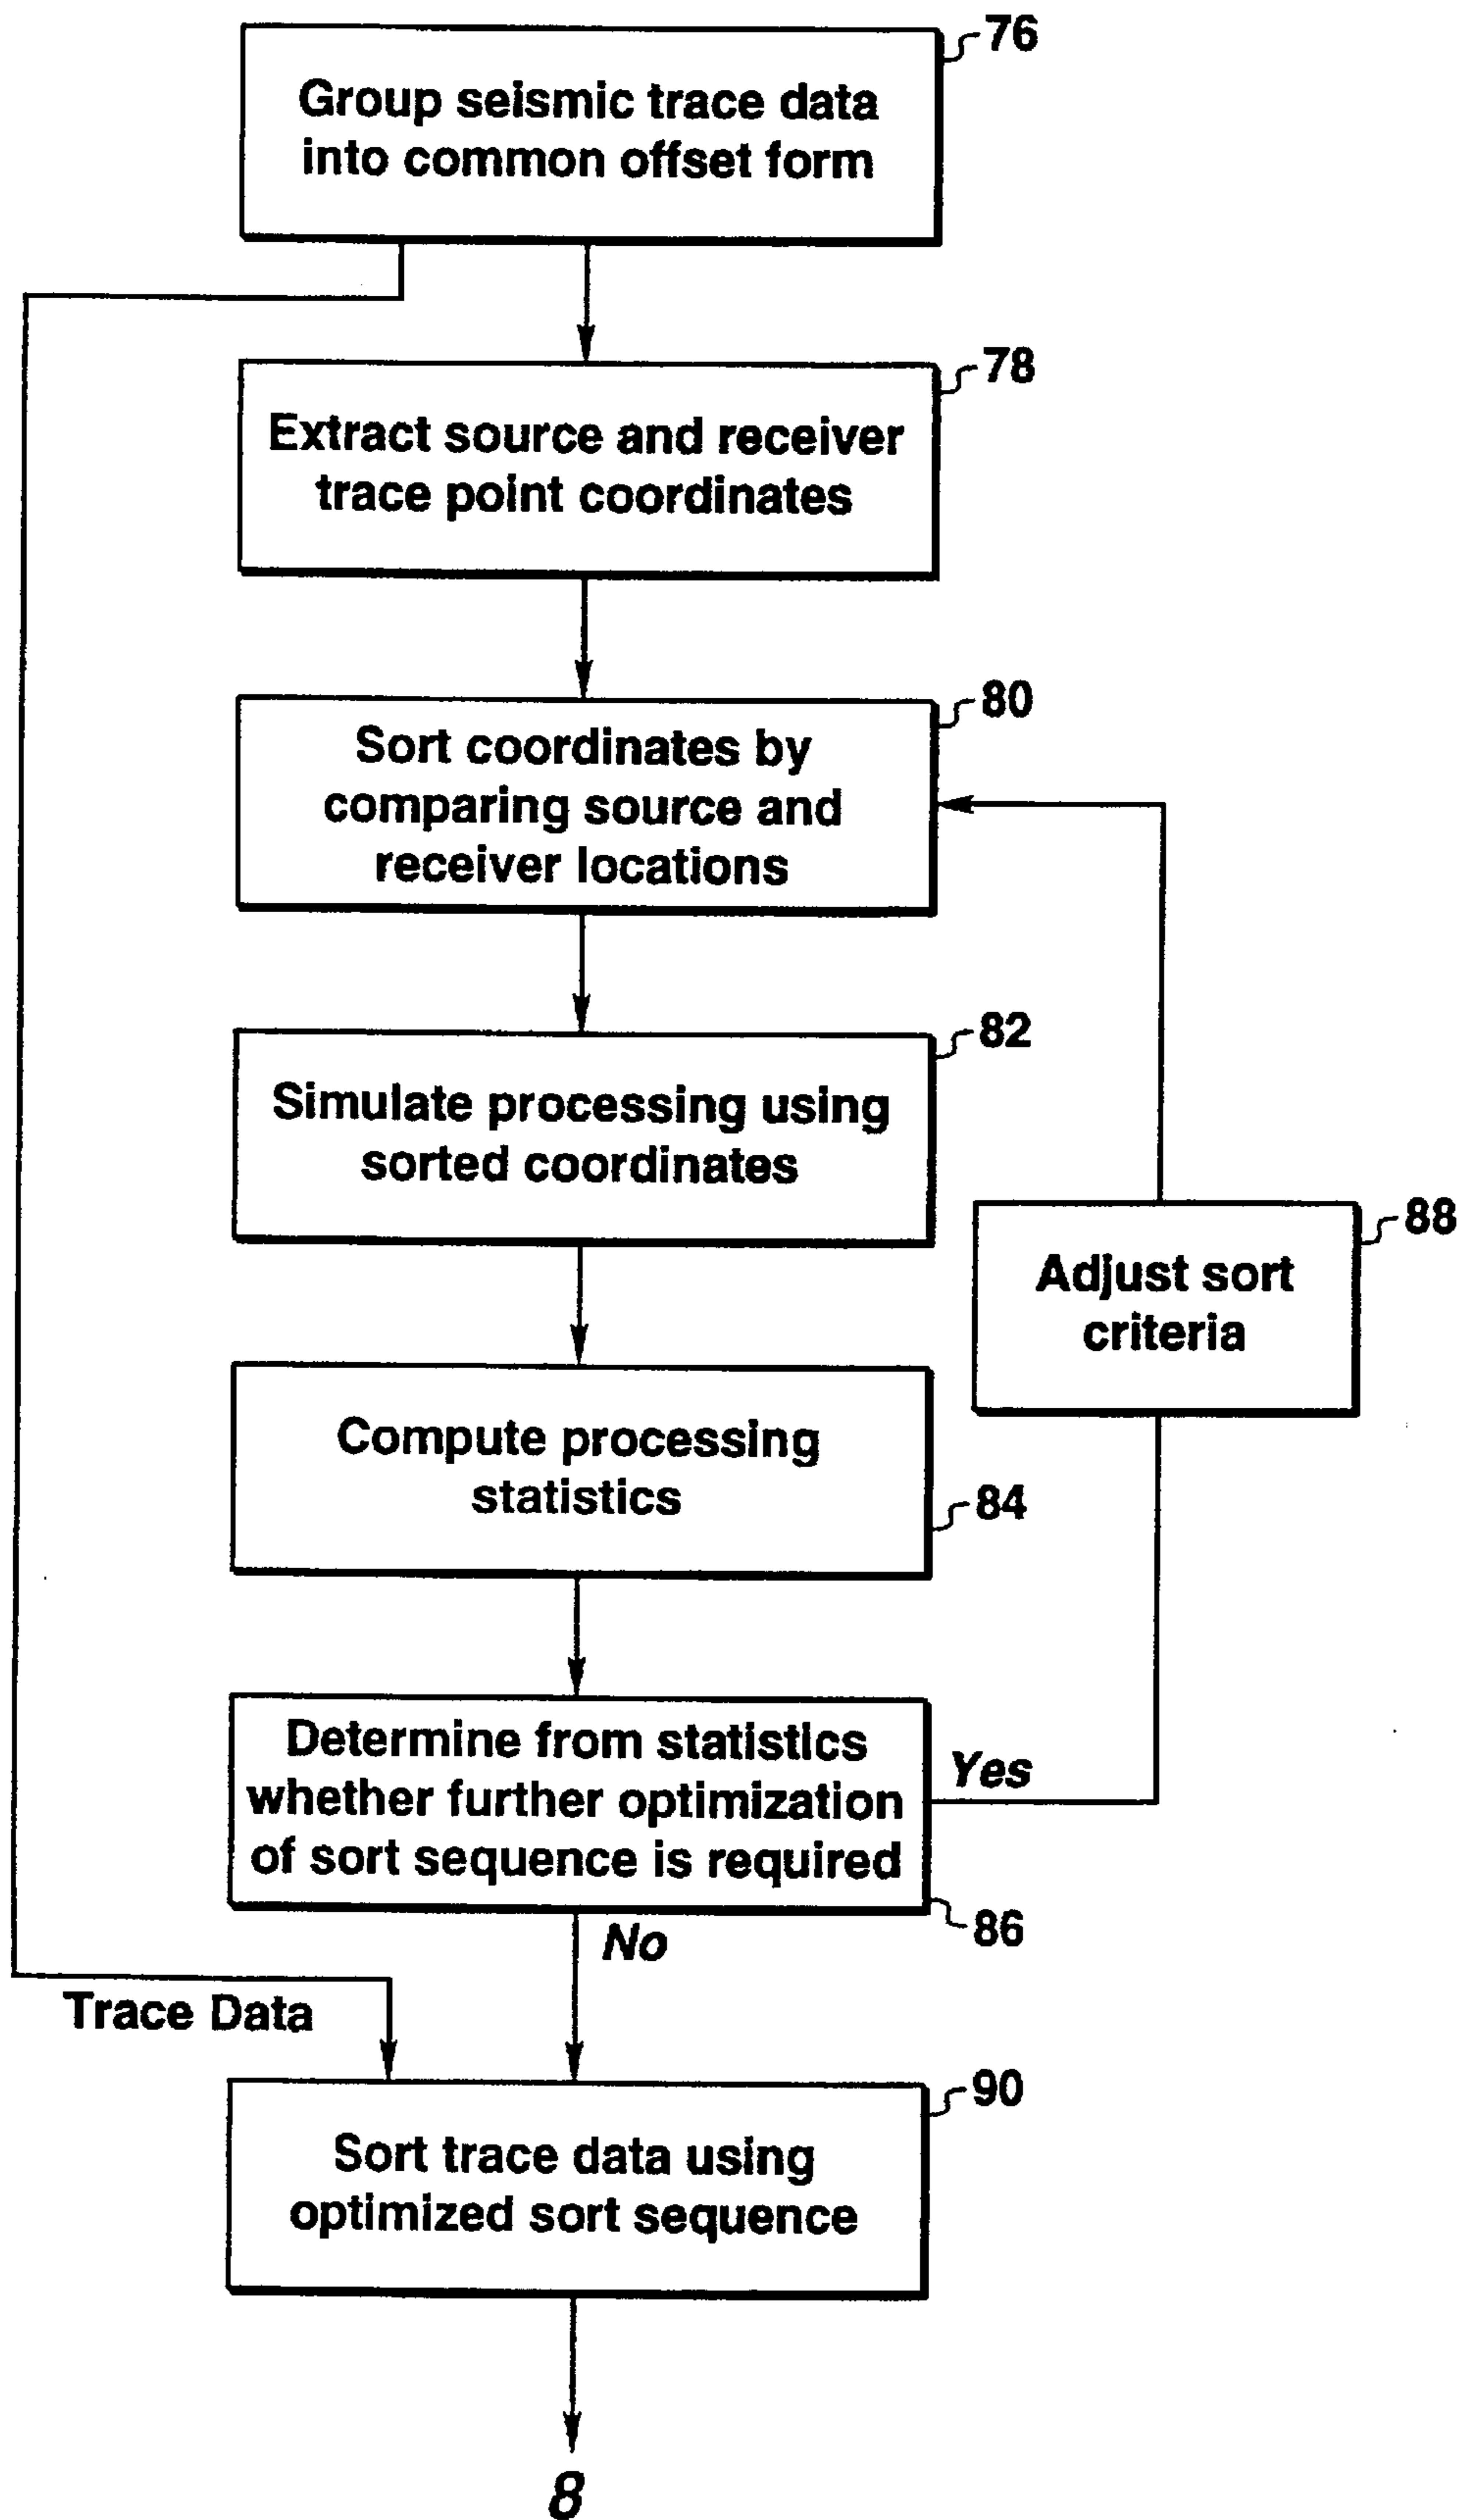 76
Group seismic trace data
into common offset form
78
Extract source and receiver
trace point coordinates
80
Sort coordinates by
comparing source and
receiver locations
82
Simulate processing using
sorted coordinates
88
Adjust sort
criteria
Compute processing
statistics
84
Determine from statistics
whether further optimization
of sort sequence is required
Yes
86
No
Trace Data
90
Sort trace data using
optimized sort sequence
8